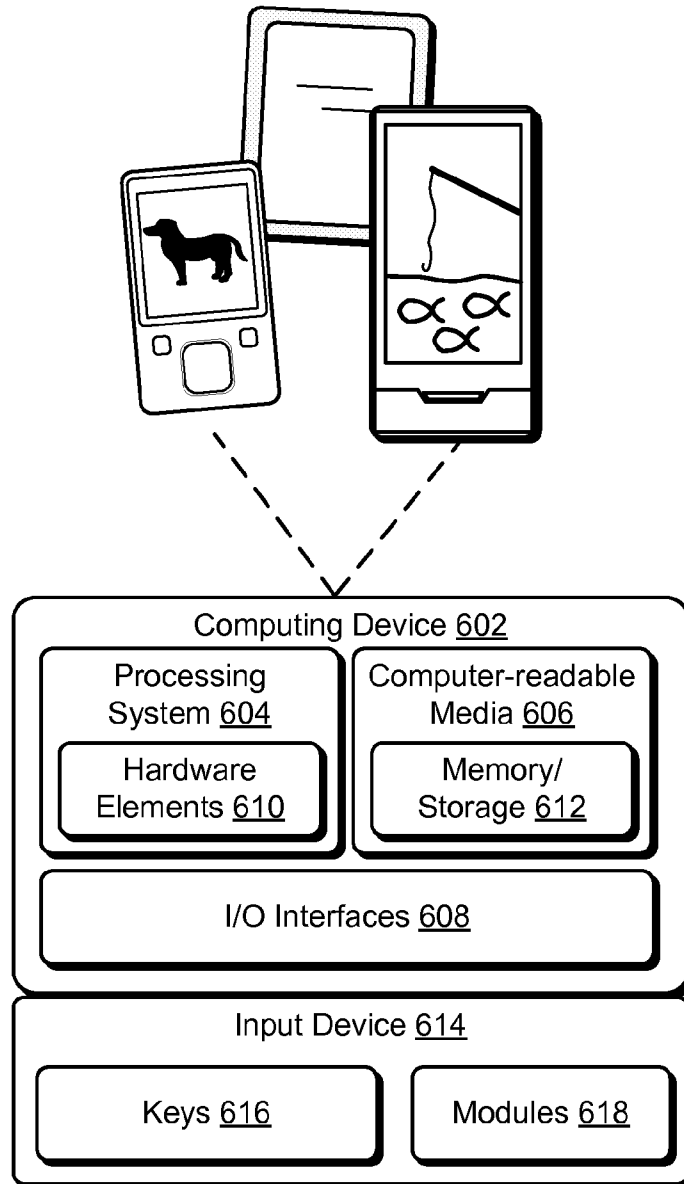 Computing Device 602
Processing
System 604
Hardware
Elements 610
Computer-readable
Media 606
Memory/
Storage 612
I/O Interfaces 608
Input Device 614
Keys 616
Modules 618